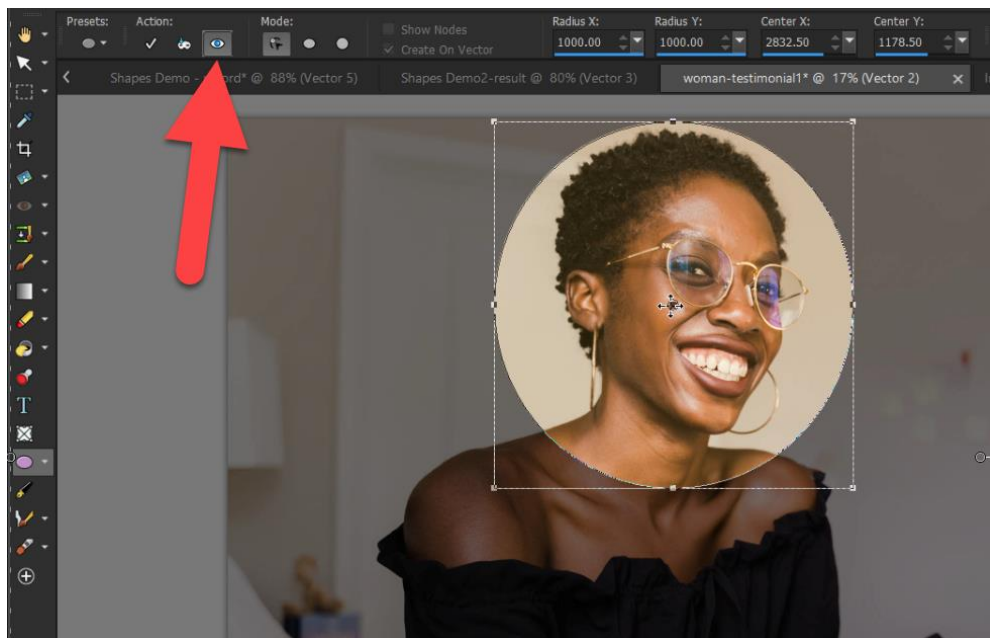 Presets:
Action:
Mode:
Radius X:
Radius Y:
Center X:
Center Y:
Show Nodes
Create On Vector
1000.00
1000.00
2832.50
1178.50
Shapes Demo - ord* @ 88% (Vector 5)
Shapes Demo2-result @ 80% (Vector 3)
woman-testimonial1* @ 17% (Vector 2)
T